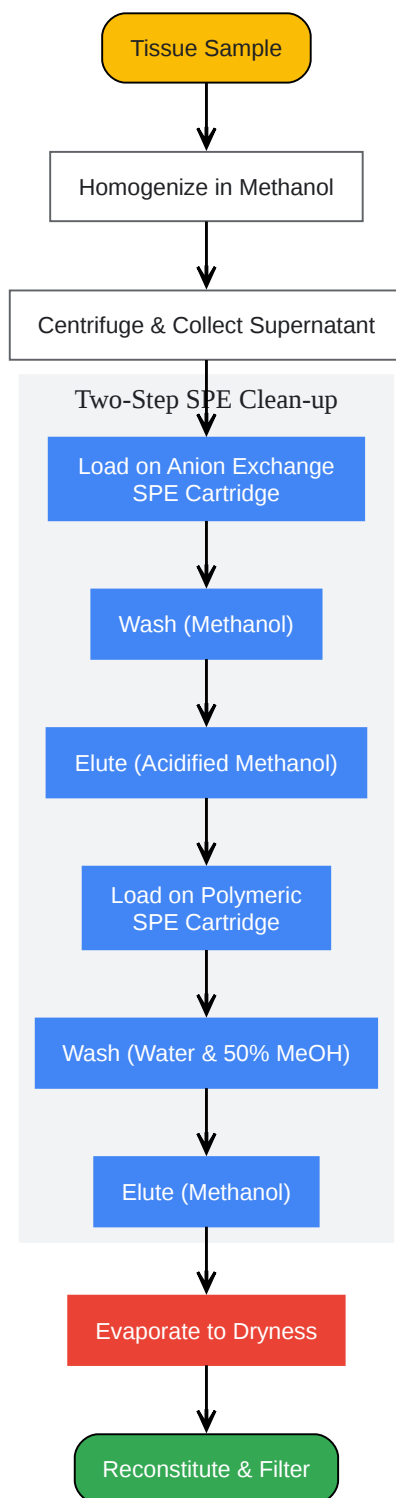 Tissue Sample
Homogenize in Methanol
Centrifuge & Collect Supernatant
Two-Step SPE Clean-up
Load on Anion Exchange
SPE Cartridge
Wash (Methanol)
Elute (Acidified Methanol)
Load on Polymeric
SPE Cartridge
Wash (Water & 50% MeOH)
Elute (Methanol)
Evaporate to Dryness
Reconstitute & Filter